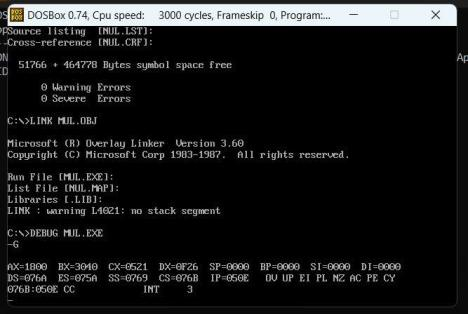 DOSBox 0.74, Cpu speed: 3000 cycles, Frameskip 0, Program:...
Source listing [NUL.LST]:
Cross-reference [NUL.CRF]:
51766 + 464778 Bytes symbol space free
0 Warning Errors
0 Severe Errors
C:\>LINK MUL.OBJ
Microsoft (R) Overlay Linker Version 3.60
Copyright (C) Microsoft Corp 1983-1987. All rights reserved.
Run File [MUL.EXE]:
List File [NUL.MAP]:
Libraries [.LIB]:
LINK : warning L4021: no stack segment
C:\>DEBUG MUL.EXE
-G
AX=1800 BX=3040 CX=0521 DX=0F26 SP=0000 BP=0000 SI=0000 DI=0000
DS=076A ES=075A SS=0769 CS=076B IP=050E OV UP EI PL NZ AC PE CY
076B:050E CC INT 3
-